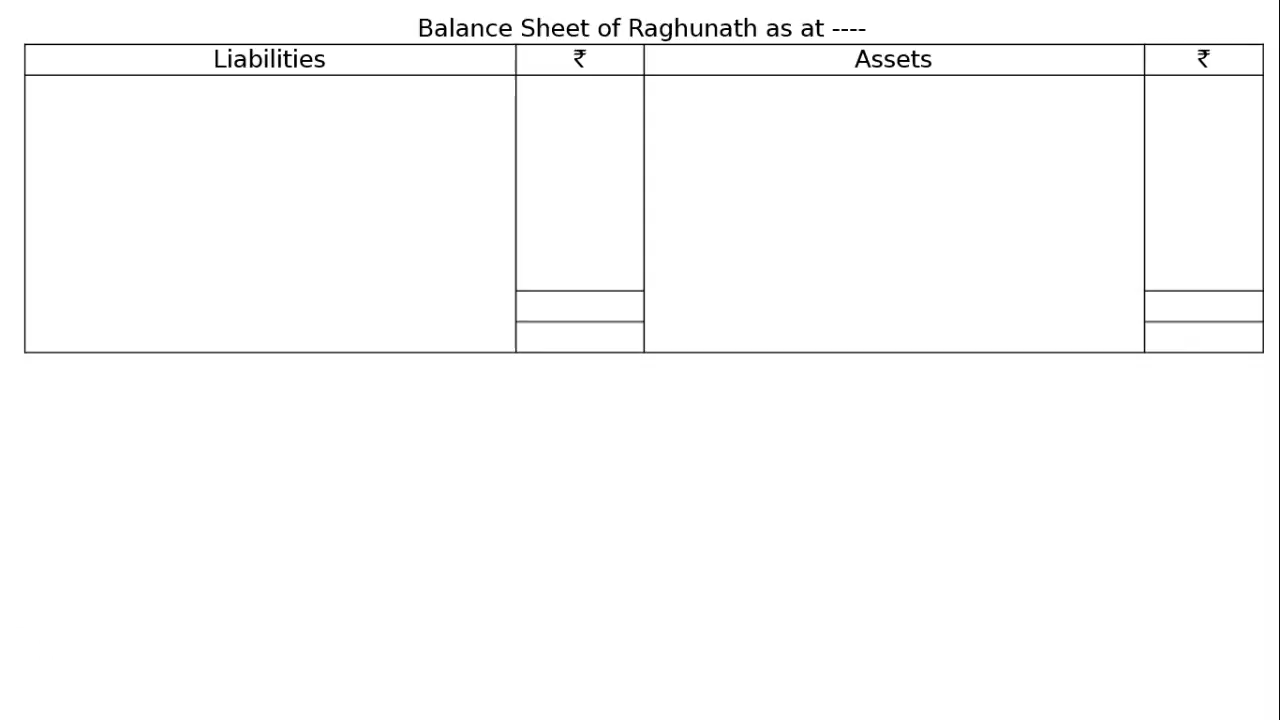 Balance Sheet of Raghunath as at ----
Liabilities ₹ Assets ₹